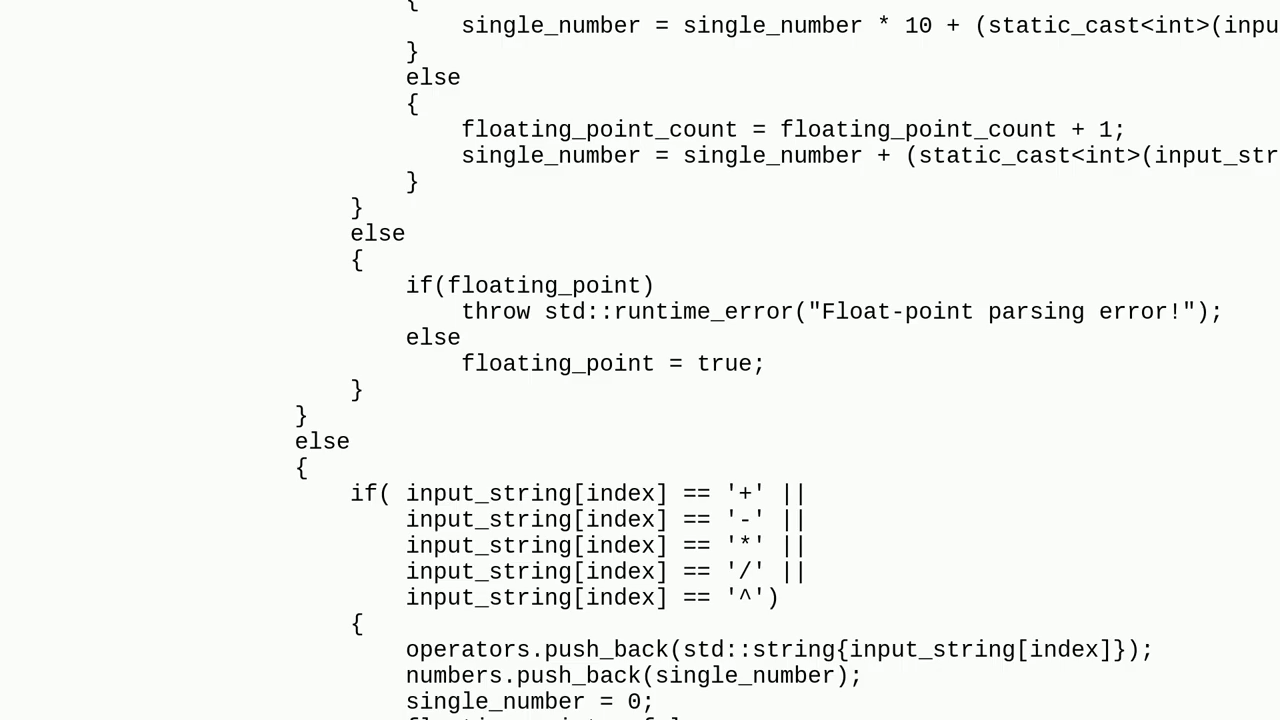 {
single_number = single_number * 10 + (static_cast<int>(inpu
}
else
{
floating_point_count = floating_point_count + 1;
single_number = single_number + (static_cast<int>(input_str
}
}
else
{
if(floating_point)
throw std::runtime_error("Float-point parsing error!");
else
floating_point = true;
}
}
else
{
if( input_string[index] == '+' ||
input_string[index] == '-' ||
input_string[index] == '*' ||
input_string[index] == '/' ||
input_string[index] == '^')
{
operators.push_back(std::string{input_string[index]});
numbers.push_back(single_number);
single_number = 0;